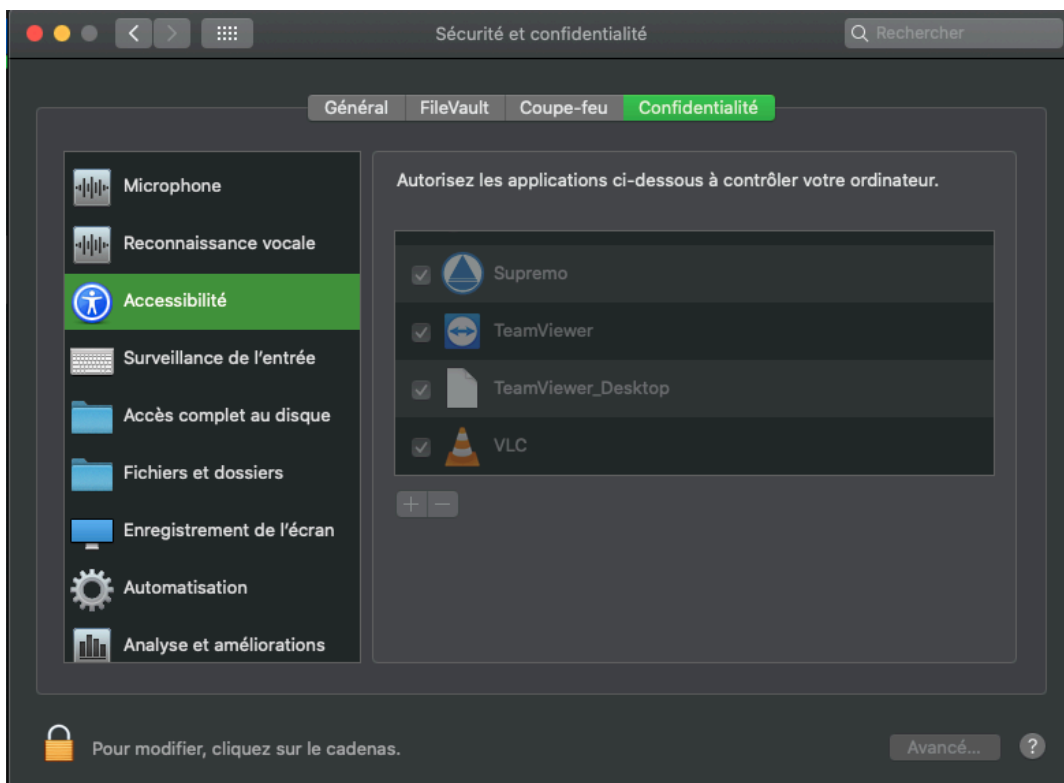 Sécurité et confidentialité
Rechercher
Général FileVault Coupe-feu Confidentialité
Microphone
Reconnaissance vocale
Accessibilité
Surveillance de l'entrée
Accès complet au disque
Fichiers et dossiers
Enregistrement de l'écran
Automatisation
Analyse et améliorations
Autorisez les applications ci-dessous à contrôler votre ordinateur.
Supremo
TeamViewer
TeamViewer_Desktop
VLC
+ −
Pour modifier, cliquez sur le cadenas.
Avancé... ?